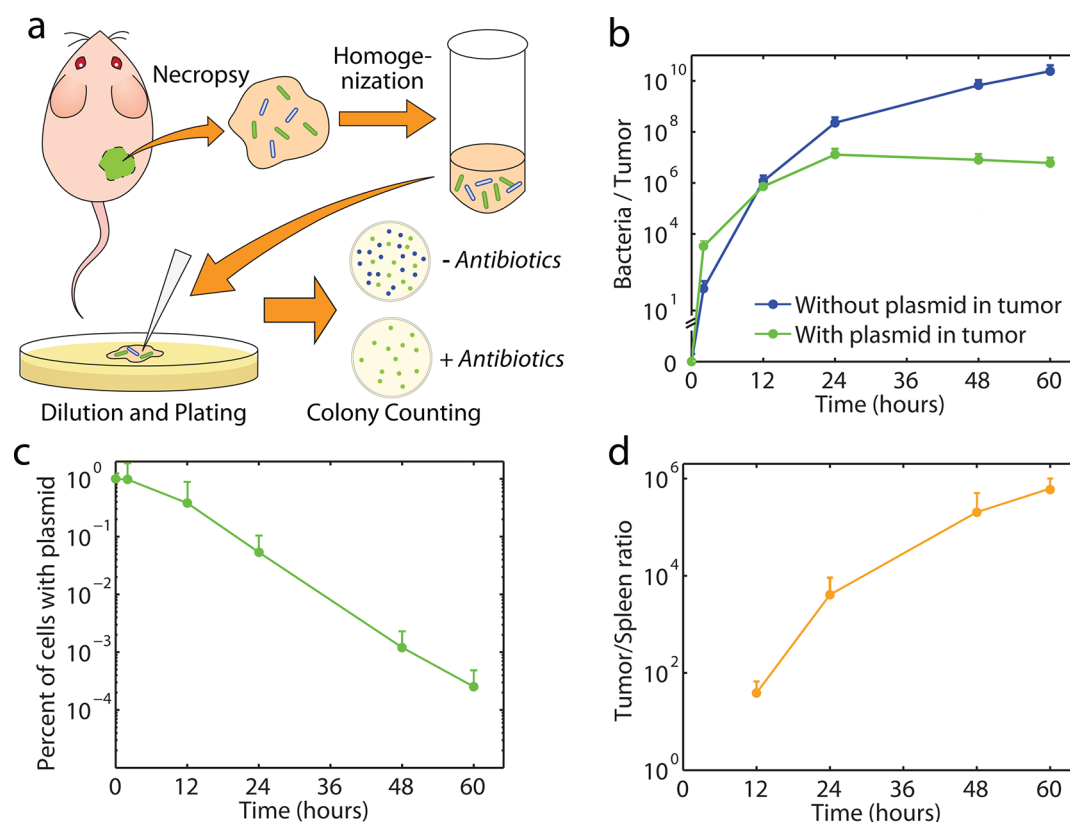 a
Necropsy
Homoge-
nization
- Antibiotics
+ Antibiotics
Dilution and Plating
Colony Counting
b
Bacteria / Tumor
10^10
10^8
10^6
10^4
10^1
0
Without plasmid in tumor
With plasmid in tumor
0 12 24 36 48 60
Time (hours)
c
Percent of cells with plasmid
10^0
10^−1
10^−2
10^−3
10^−4
0 12 24 36 48 60
Time (hours)
d
Tumor/Spleen ratio
10^6
10^4
10^2
10^0
0 12 24 36 48 60
Time (hours)